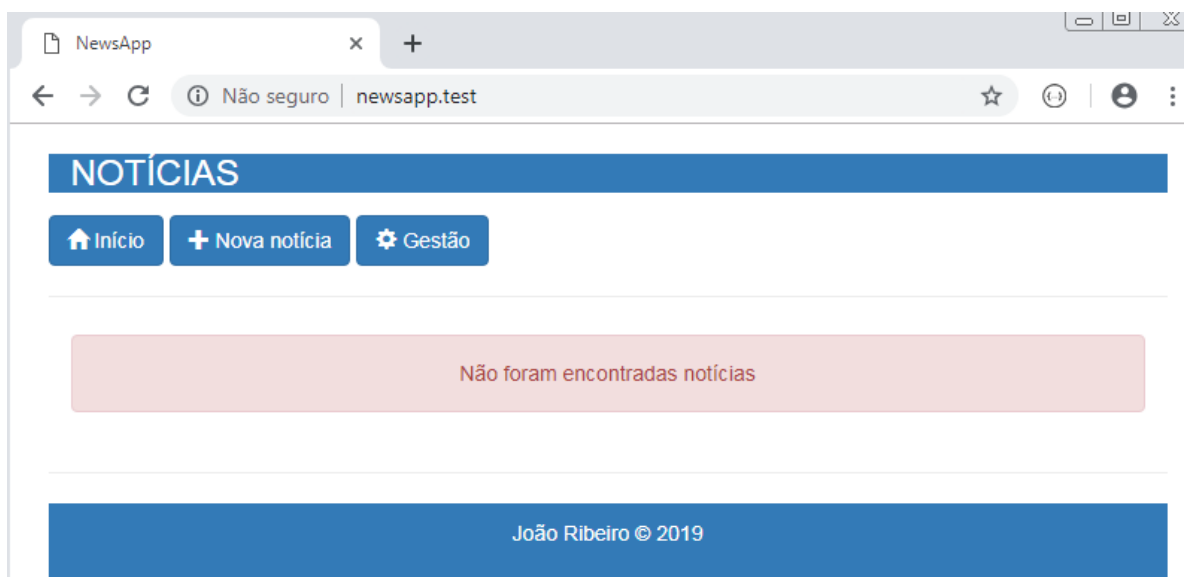 NewsApp
Não seguro | newsapp.test
NOTÍCIAS
Início
Nova notícia
Gestão
Não foram encontradas notícias
João Ribeiro © 2019